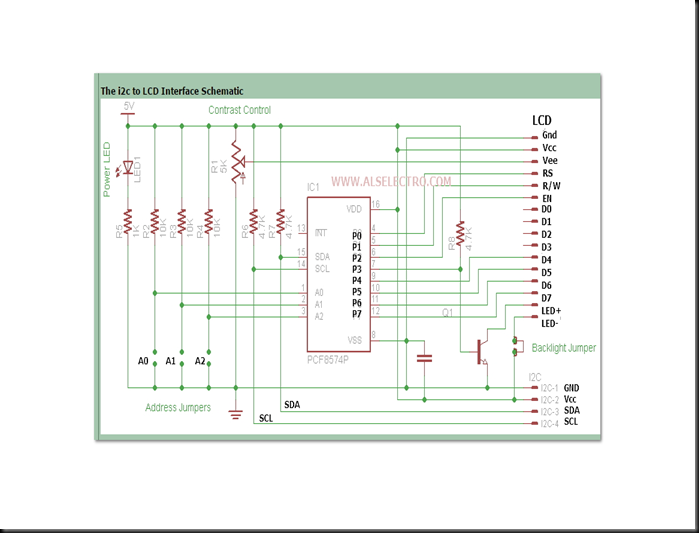 The i2c to LCD Interface Schematic
5V
Contrast Control
LCD
Power LED
LED1
R1
5K
WWW.ALSELECTRO.COM
Gnd
Vcc
Vee
RS
R/W
EN
D0
D1
D2
D3
D4
D5
D6
D7
LED+
LED-
IC1
VDD
16
13
INT
P0
4
P1
5
15
SDA
P2
6
14
SCL
P3
7
P4
9
1
A0
P5
10
2
A1
P6
11
3
A2
P7
12
VSS
8
PCF8574P
R5
1K
R2
10K
R3
10K
R4
10K
R6
4.7K
R7
4.7K
R8
4.7K
Q1
Backlight Jumper
A0
A1
A2
Address Jumpers
SDA
SCL
I2C
I2C-1 GND
I2C-2 Vcc
I2C-3 SDA
I2C-4 SCL